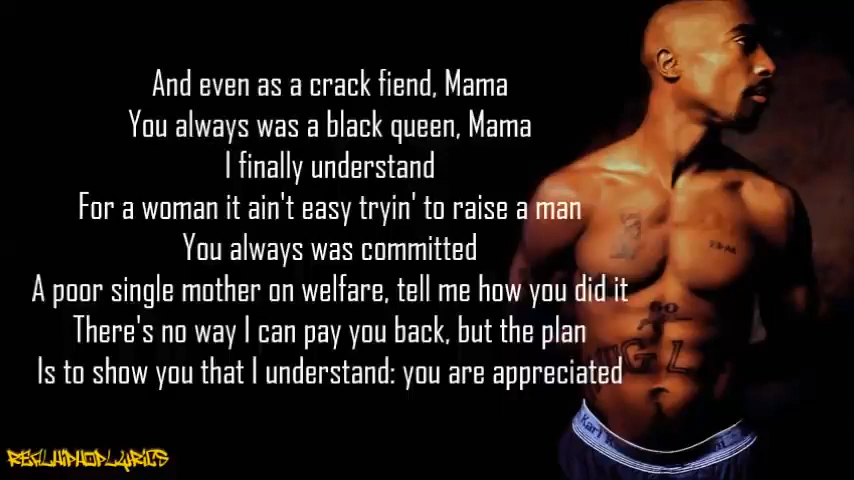 And even as a crack fiend, Mama
You always was a black queen, Mama
I finally understand
For a woman it ain't easy tryin' to raise a man
You always was committed
A poor single mother on welfare, tell me how you did it
There's no way I can pay you back, but the plan
Is to show you that I understand: you are appreciated
REALHIPHOPLYRICS